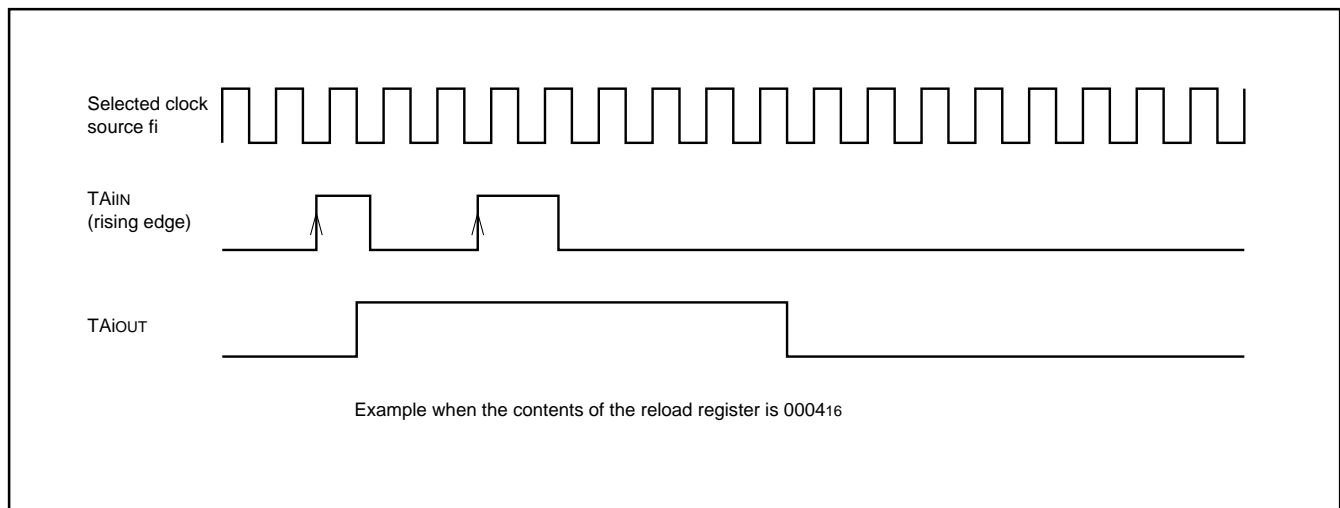 Selected clock
source fi
TAiIN
(rising edge)
TAiOUT
Example when the contents of the reload register is 000416